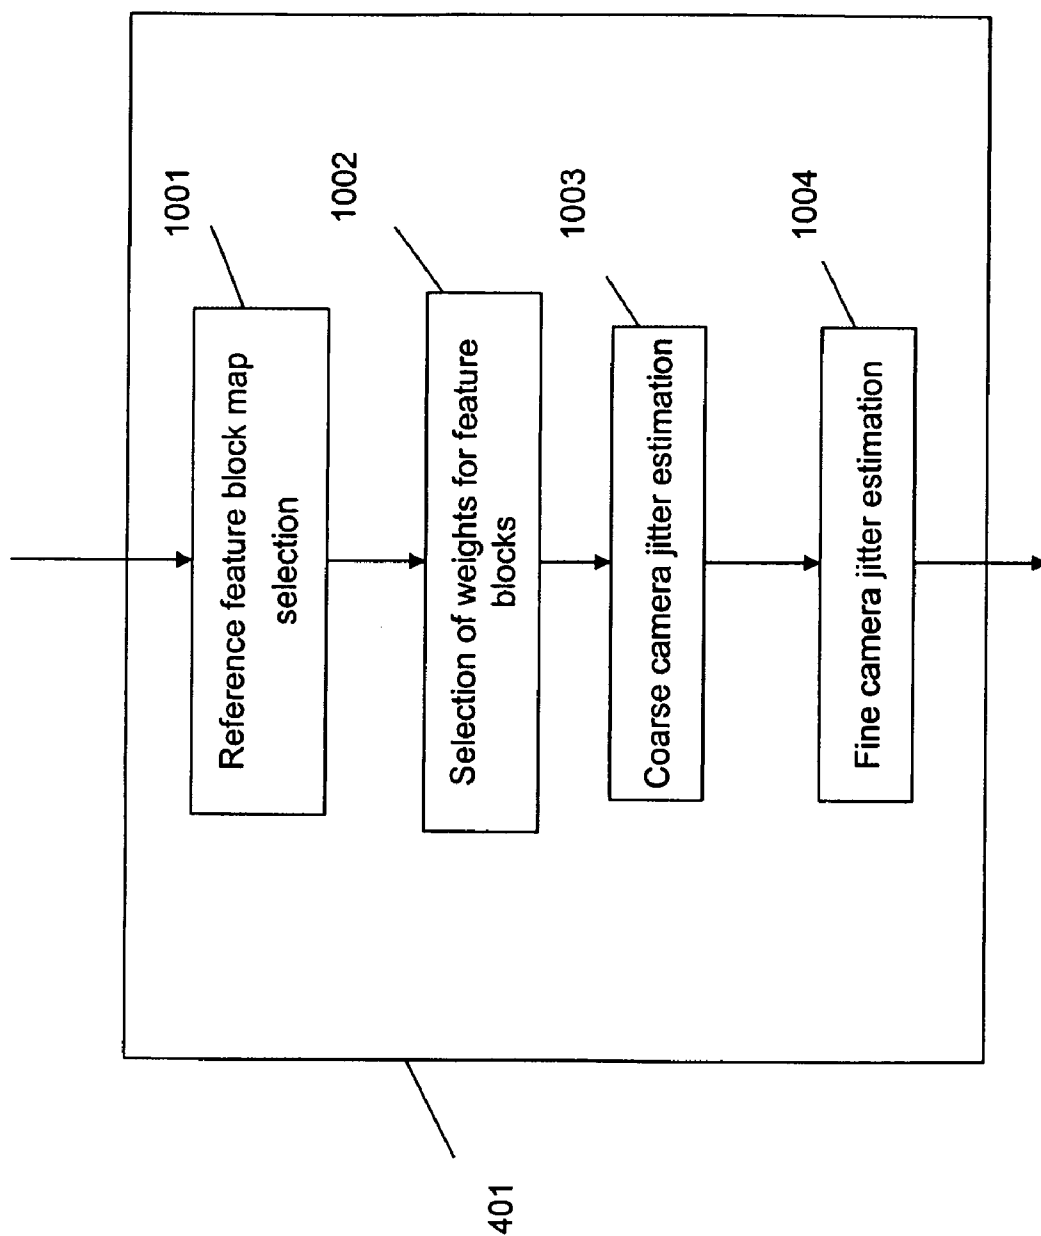 1001
Reference feature block map
selection
1002
Selection of weights for feature
blocks
1003
Coarse camera jitter estimation
1004
Fine camera jitter estimation
401